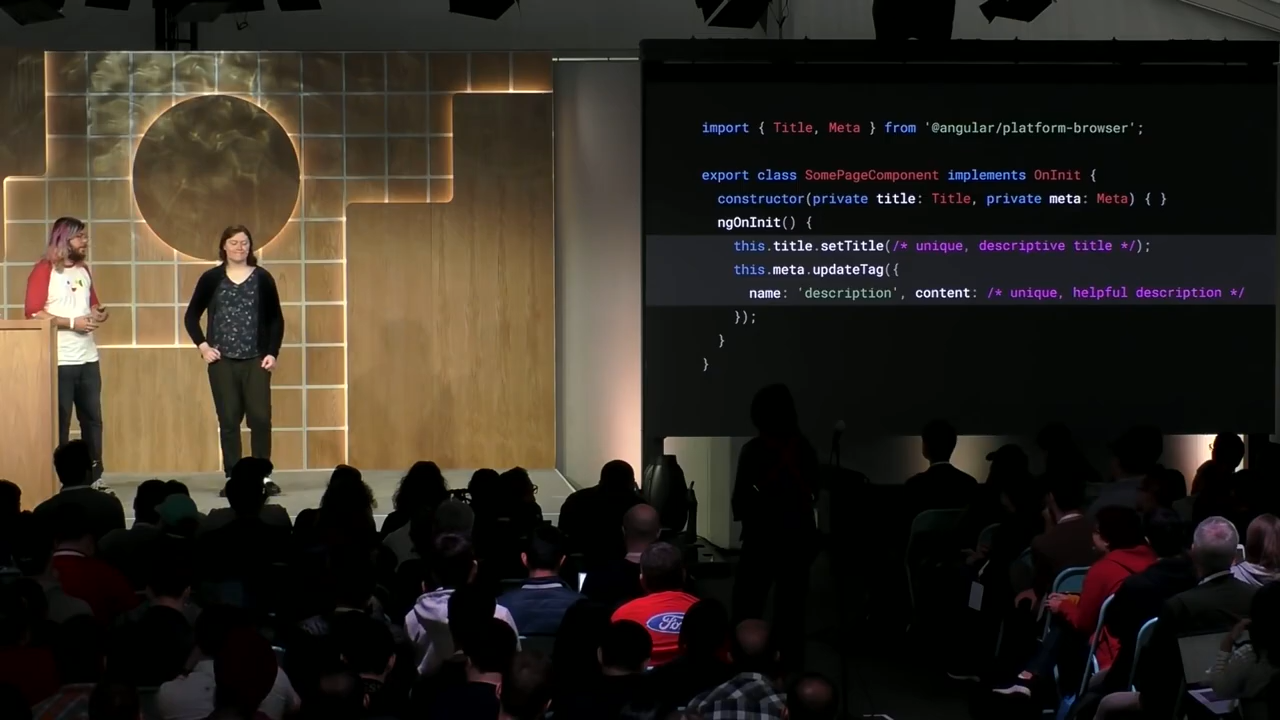 import { Title, Meta } from '@angular/platform-browser';
export class SomePageComponent implements OnInit {
constructor(private title: Title, private meta: Meta) { }
ngOnInit() {
this.title.setTitle(/* unique, descriptive title */);
this.meta.updateTag({
name: 'description', content: /* unique, helpful description */
});
}
}
Ford